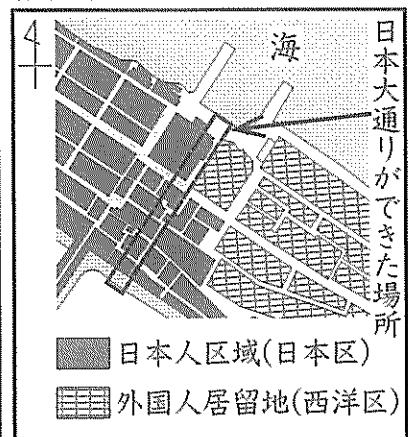 海
日本大通りができた場所
日本人区域(日本区)
外国人居留地(西洋区)